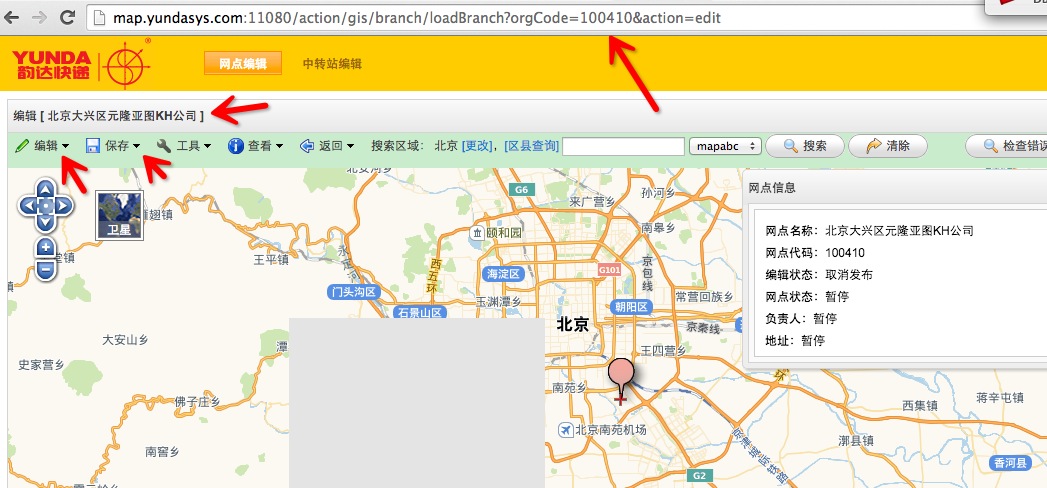 map.yundasys.com:11080/action/gis/branch/loadBranch?orgCode=100410&action=edit
YUNDA
韵达快递
网点编辑 中转站编辑
编辑 [ 北京大兴区元隆亚图KH公司 ]
编辑 保存 工具 查看 返回 搜索区域: 北京 [更改], [区县查询] mapabc 搜索 清除 检查错误
网点信息
网点名称: 北京大兴区元隆亚图KH公司
网点代码: 100410
编辑状态: 取消发布
网点状态: 暂停
负责人: 暂停
地址: 暂停
卫星
雁翅镇
王平镇
大安山乡
史家营乡
佛子庄乡
南窖乡
潭
门头沟区
石景山区
西五环
永定河
G6
来广营乡
孙河乡
南皋乡
颐和园
海淀区
G101
京包线
玉渊潭乡
朝阳区
常营回族乡
京秦线
北京
王四营乡
南苑乡
北京南苑机场
G2
西集镇
蒋辛屯镇
漷县镇
香河县